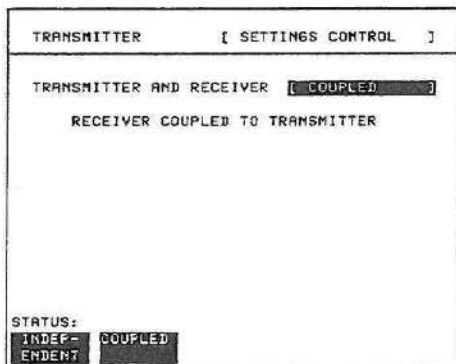 TRANSMITTER [ SETTINGS CONTROL ]
TRANSMITTER AND RECEIVER [ COUPLED ]
RECEIVER COUPLED TO TRANSMITTER
STATUS:
INDEP- COUPLED
ENDENT